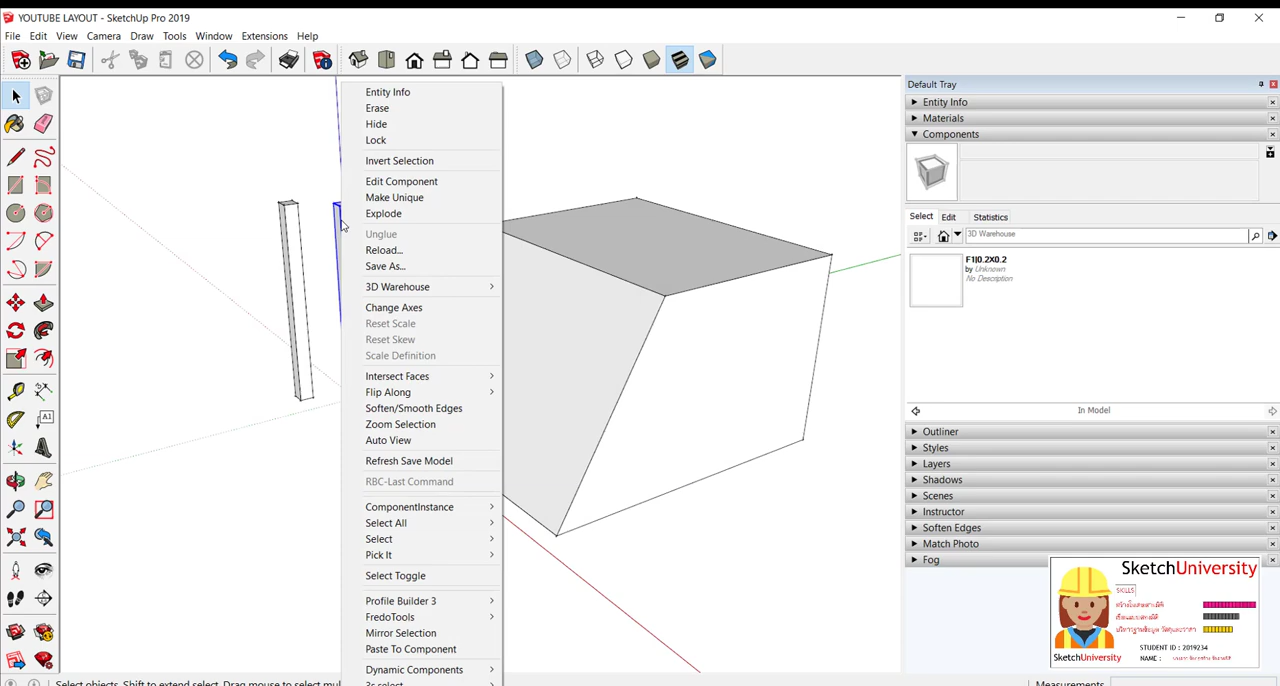 YOUTUBE LAYOUT - SketchUp Pro 2019
File Edit View Camera Draw Tools Window Extensions Help
Entity Info
Erase
Hide
Lock
Invert Selection
Edit Component
Make Unique
Explode
Unglue
Reload...
Save As...
3D Warehouse
Change Axes
Reset Scale
Reset Skew
Scale Definition
Intersect Faces
Flip Along
Soften/Smooth Edges
Zoom Selection
Auto View
Refresh Save Model
RBC-Last Command
ComponentInstance
Select All
Select
Pick It
Select Toggle
Profile Builder 3
FredoTools
Mirror Selection
Paste To Component
Dynamic Components
Default Tray
Entity Info
Materials
Components
Select Edit Statistics
3D Warehouse
F1|0.2X0.2
by Unknown
No Description
In Model
Outliner
Styles
Layers
Shadows
Scenes
Instructor
Soften Edges
Match Photo
Fog
SketchUniversity
SKILLS
STUDENT ID : 2019234
NAME :
SketchUniversity
Select objects. Shift to extend select. Drag mouse to select mul
Measurements